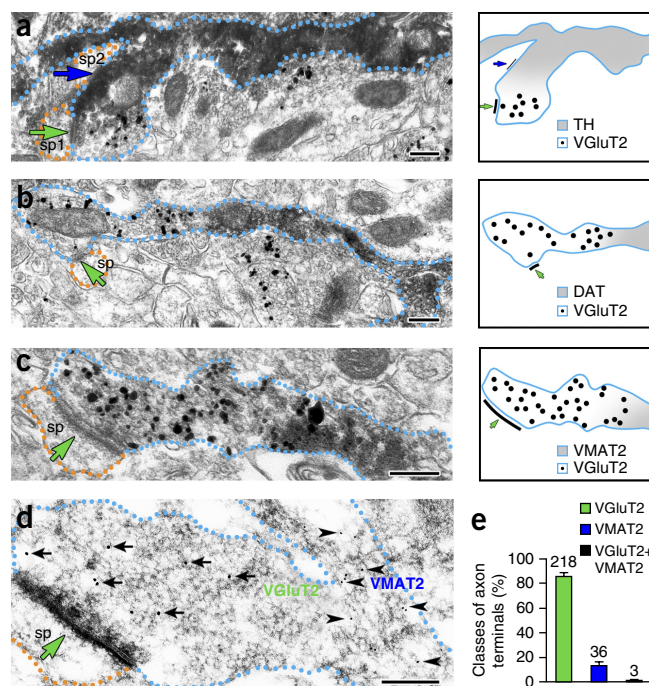 a
sp2
sp1
TH
VGluT2
b
sp
DAT
VGluT2
c
sp
VMAT2
VGluT2
d
VGluT2
VMAT2
sp
e
VGluT2
VMAT2
VGluT2+
VMAT2
Classes of axon
terminals (%)
100
80
60
40
20
0
218
36
3